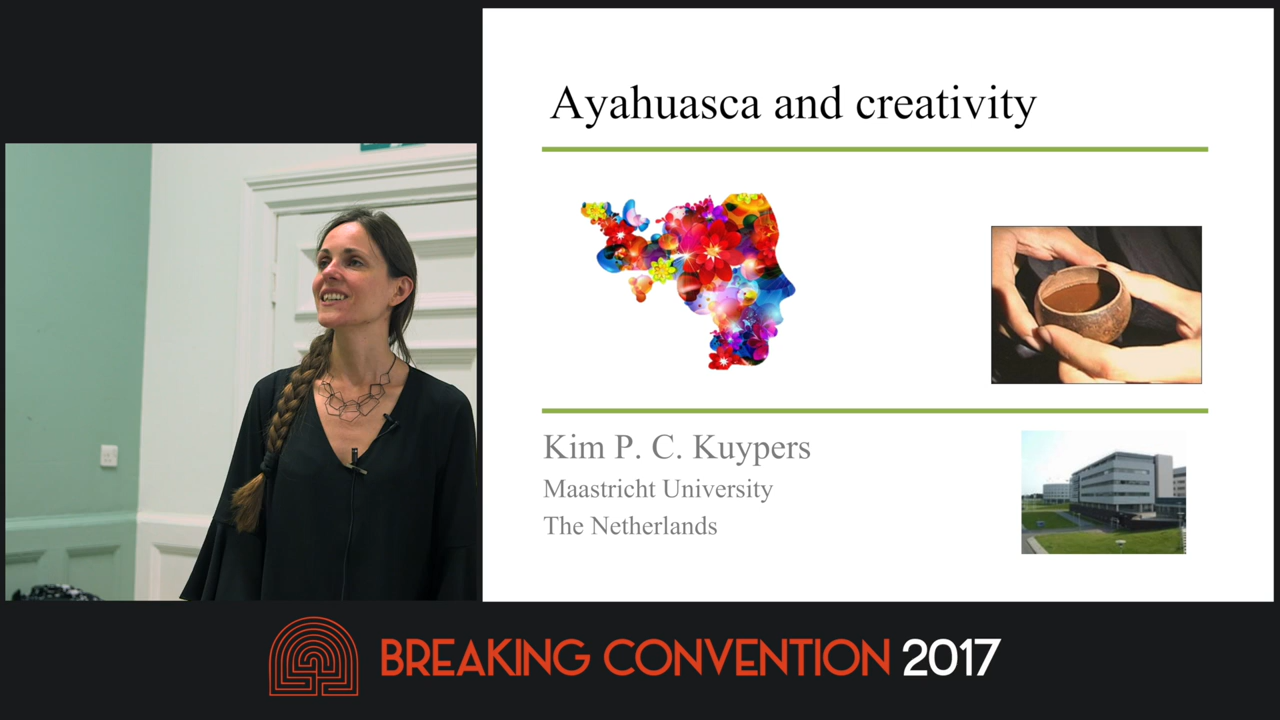 Ayahuasca and creativity
Kim P. C. Kuypers
Maastricht University
The Netherlands
BREAKING CONVENTION 2017